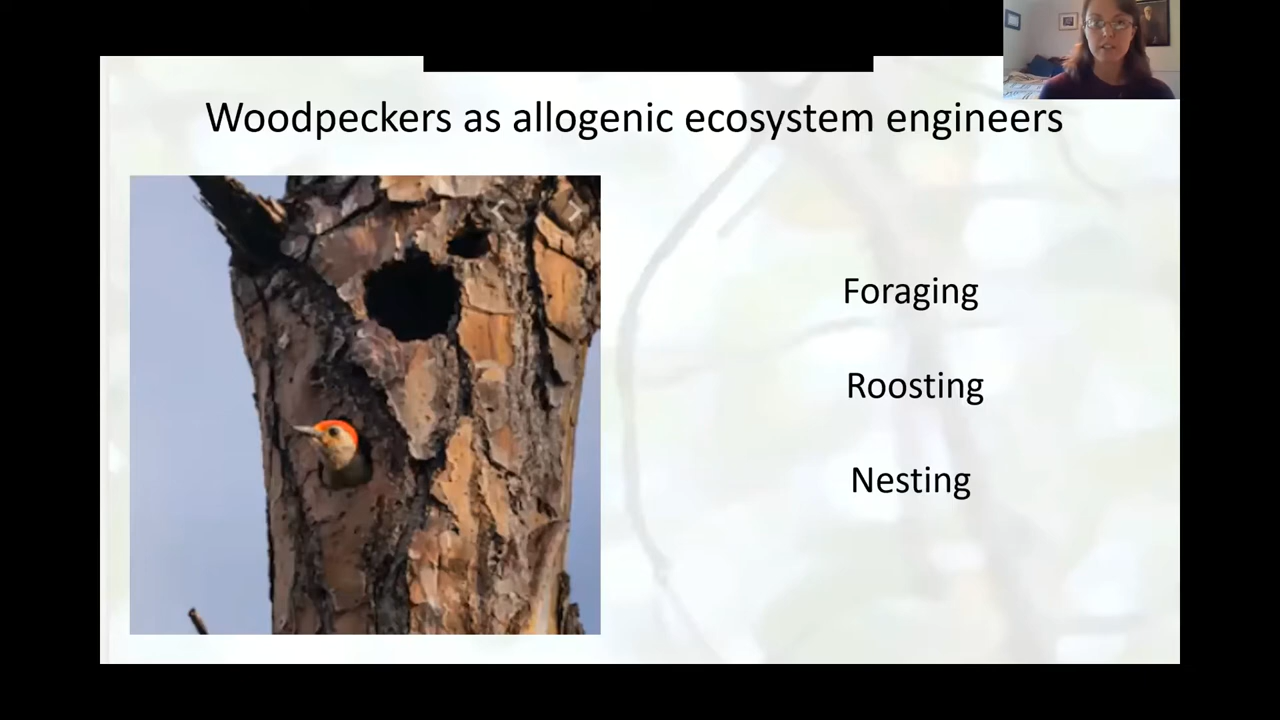 Woodpeckers as allogenic ecosystem engineers
Foraging
Roosting
Nesting